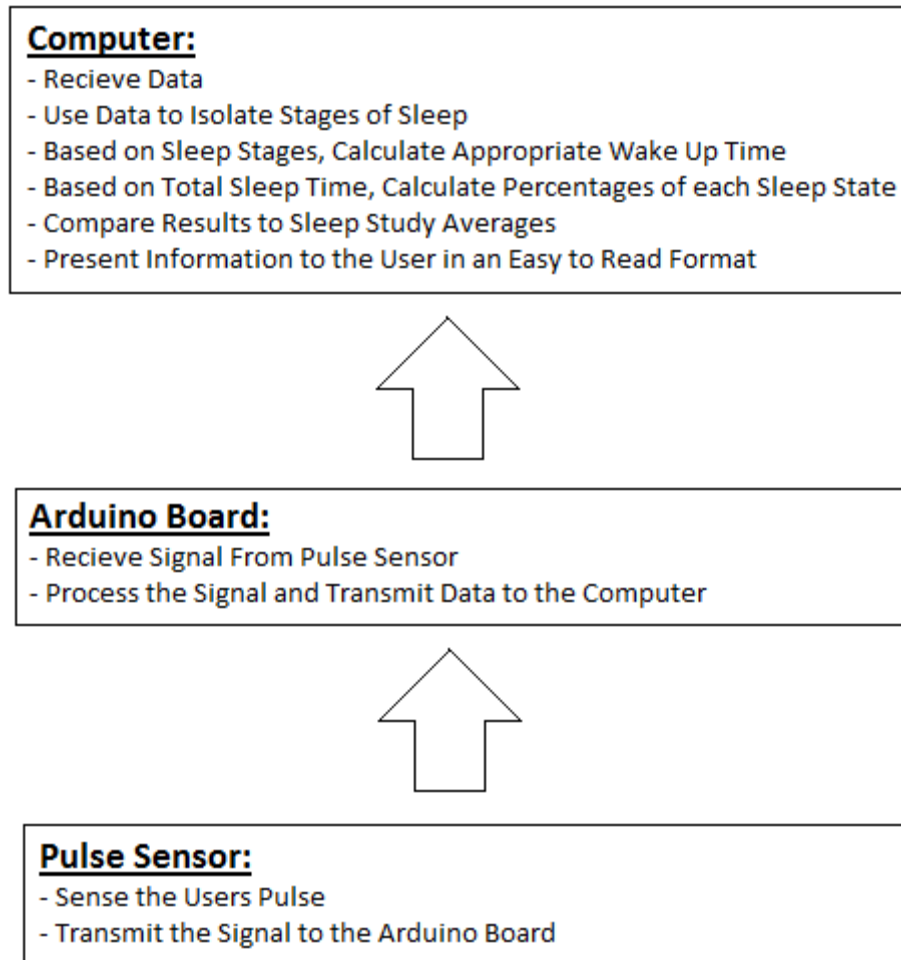 Computer:
- Recieve Data
- Use Data to Isolate Stages of Sleep
- Based on Sleep Stages, Calculate Appropriate Wake Up Time
- Based on Total Sleep Time, Calculate Percentages of each Sleep State
- Compare Results to Sleep Study Averages
- Present Information to the User in an Easy to Read Format
Arduino Board:
- Recieve Signal From Pulse Sensor
- Process the Signal and Transmit Data to the Computer
Pulse Sensor:
- Sense the Users Pulse
- Transmit the Signal to the Arduino Board